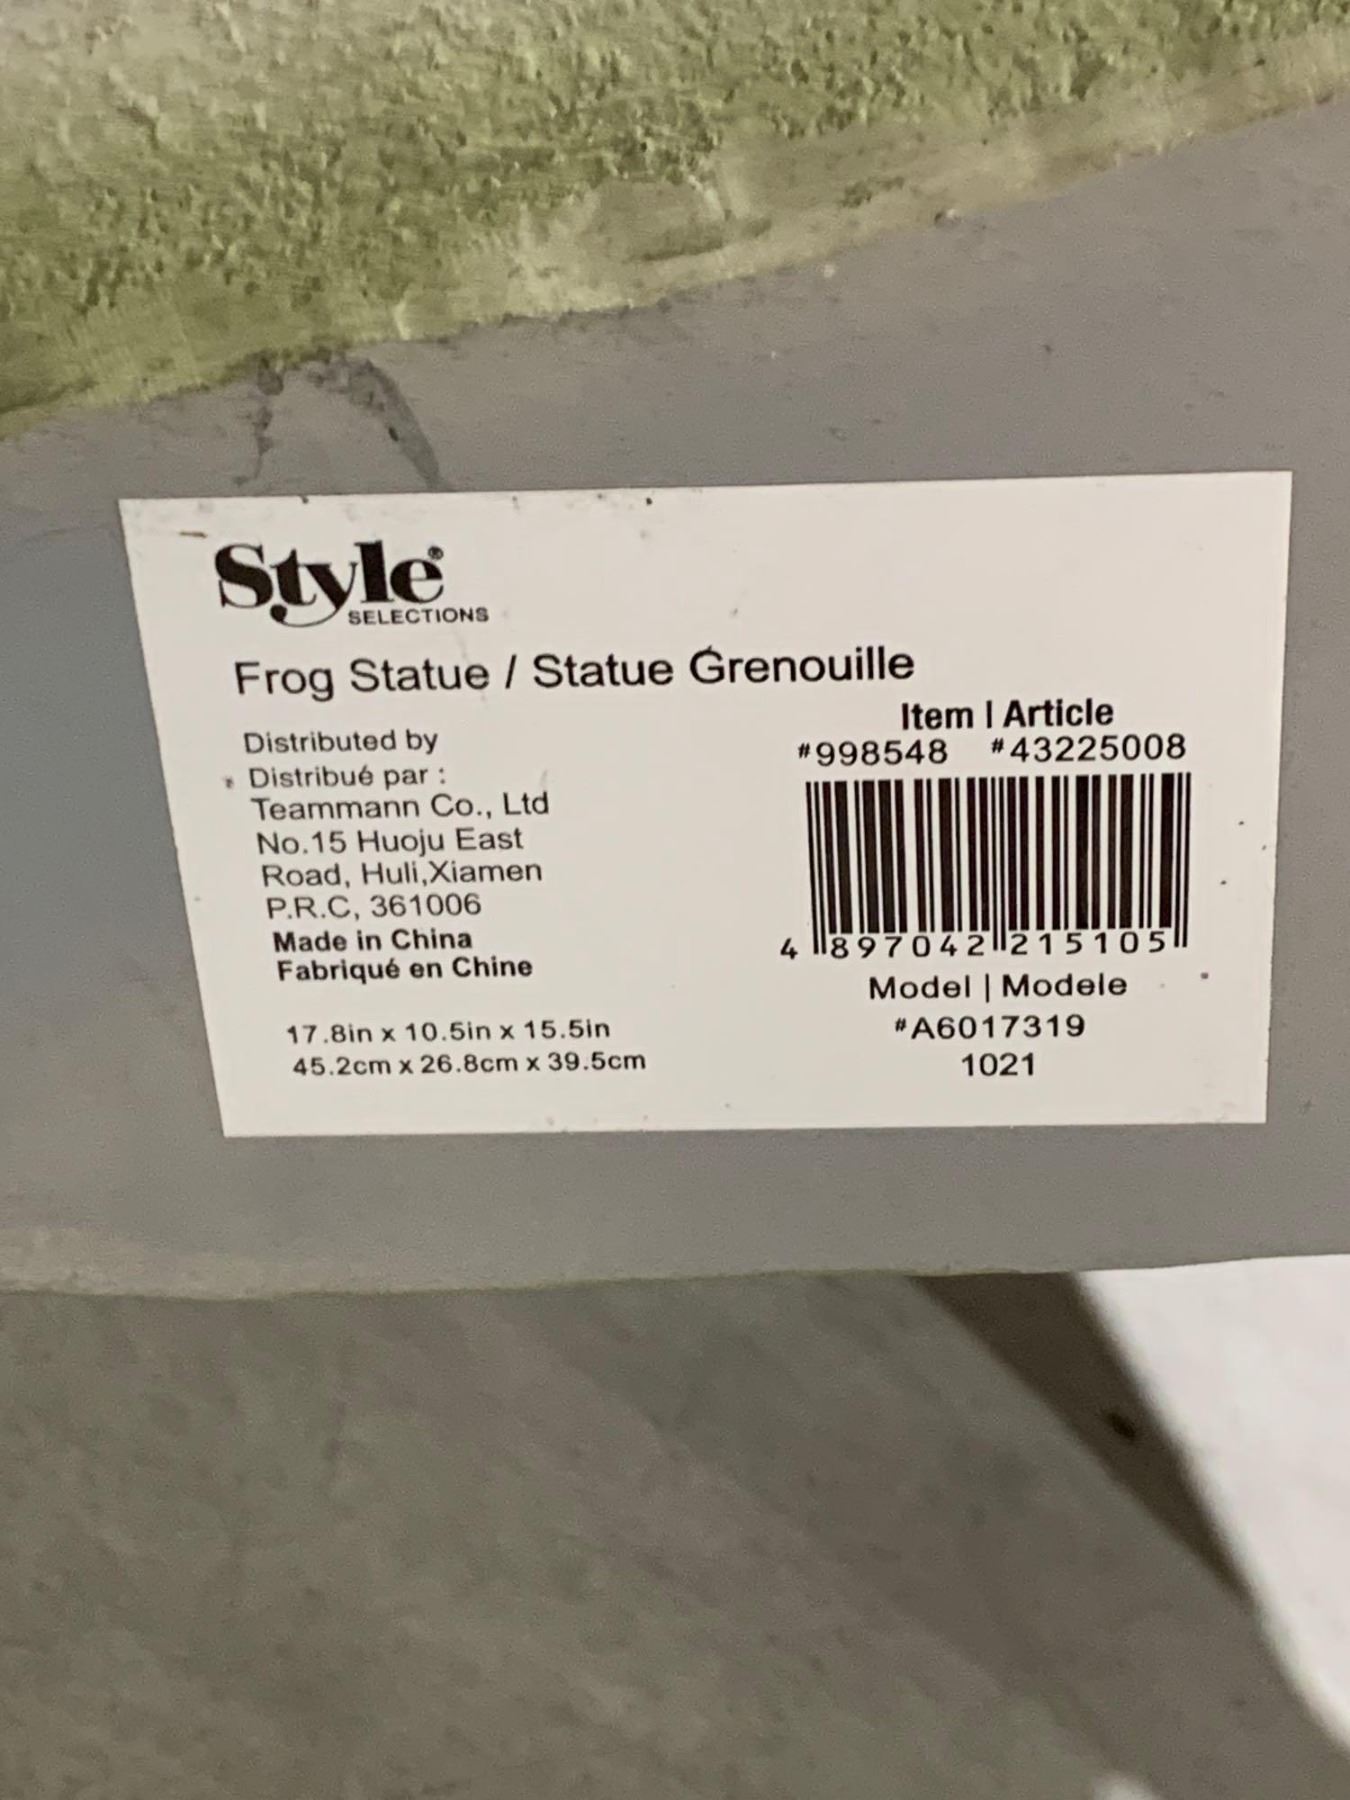 Style®
SELECTIONS
Frog Statue / Statue Grenouille
Distributed by
Distribué par :
Teammann Co., Ltd
No.15 Huoju East
Road, Huli,Xiamen
P.R.C, 361006
Made in China
Fabriqué en Chine
17.8in x 10.5in x 15.5in
45.2cm x 26.8cm x 39.5cm
Item | Article
#998548 #43225008
4 897042 215105
Model | Modele
#A6017319
1021